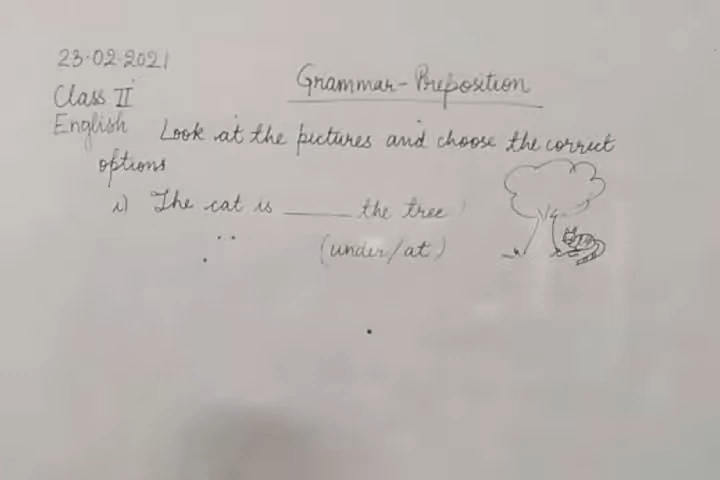 23.02.2021
Grammar-Preposition
Class II
English Look at the pictures and choose the correct
options
i) The cat is ______ the tree
(under/at)